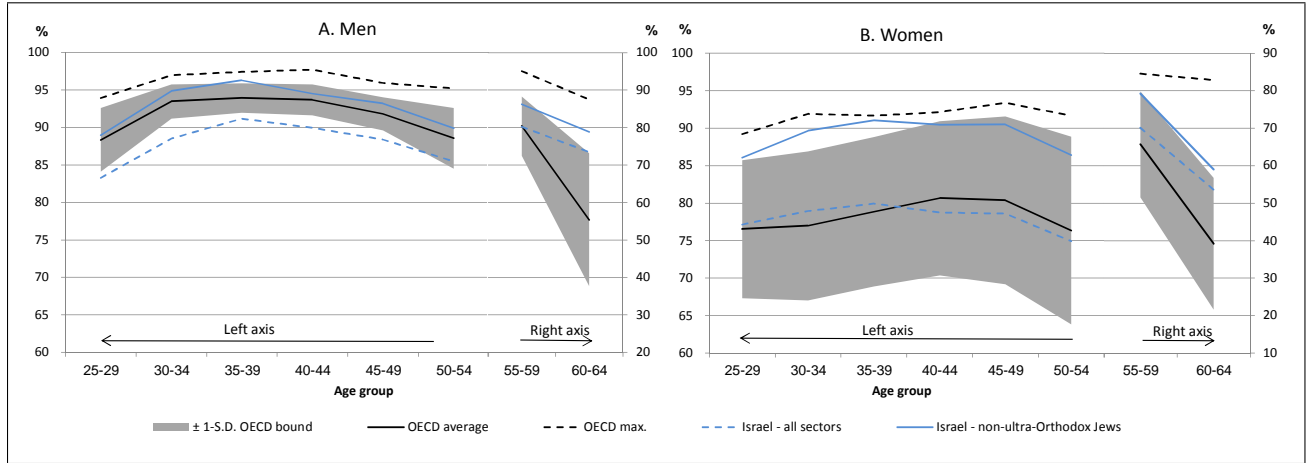 A. Men
% %
100 100
95 90
90 80
85 70
80 60
75 50
70 40
65 30
60 20
Left axis Right axis
25-29 30-34 35-39 40-44 45-49 50-54 55-59 60-64
Age group
B. Women
% %
100 90
95 80
90 70
85 60
80 50
75 40
70 30
65 20
60 10
Left axis Right axis
25-29 30-34 35-39 40-44 45-49 50-54 55-59 60-64
Age group
± 1-S.D. OECD bound OECD average OECD max. Israel - all sectors Israel - non-ultra-Orthodox Jews